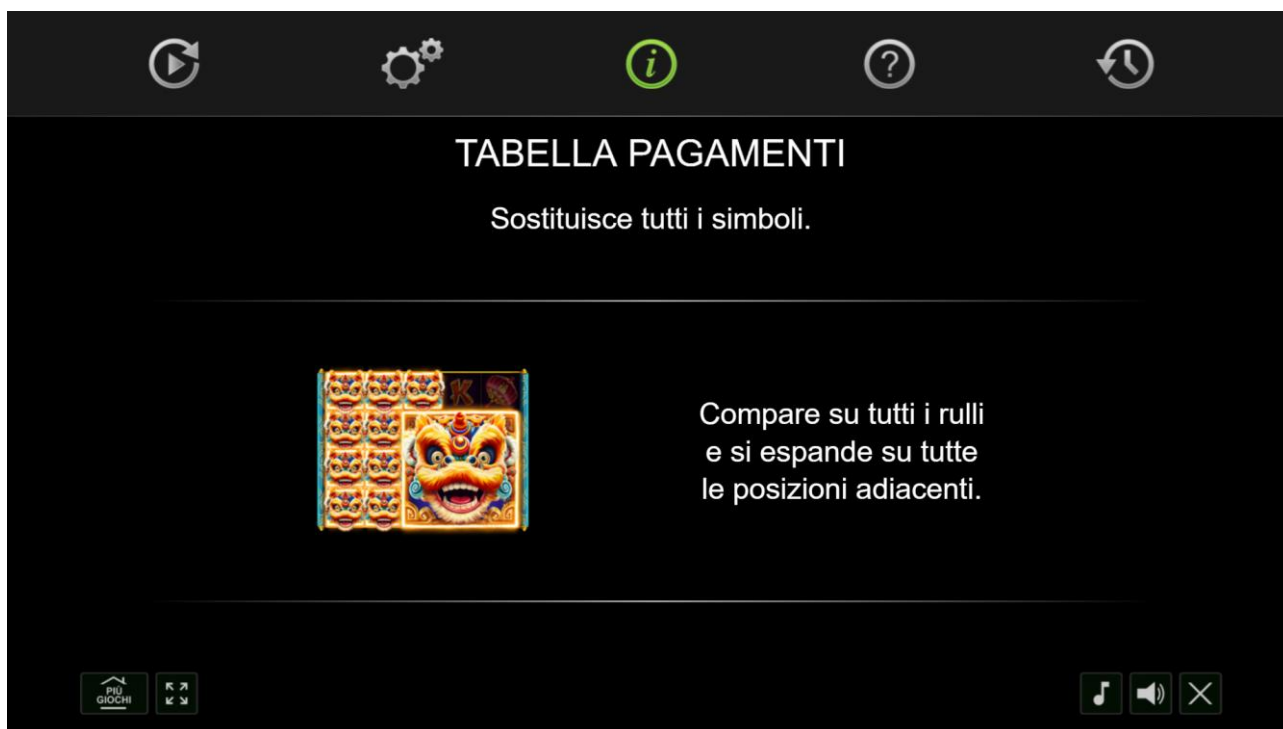 TABELLA PAGAMENTI
Sostituisce tutti i simboli.
K
Compare su tutti i rulli
e si espande su tutte
le posizioni adiacenti.
PIÙ
GIOCHI